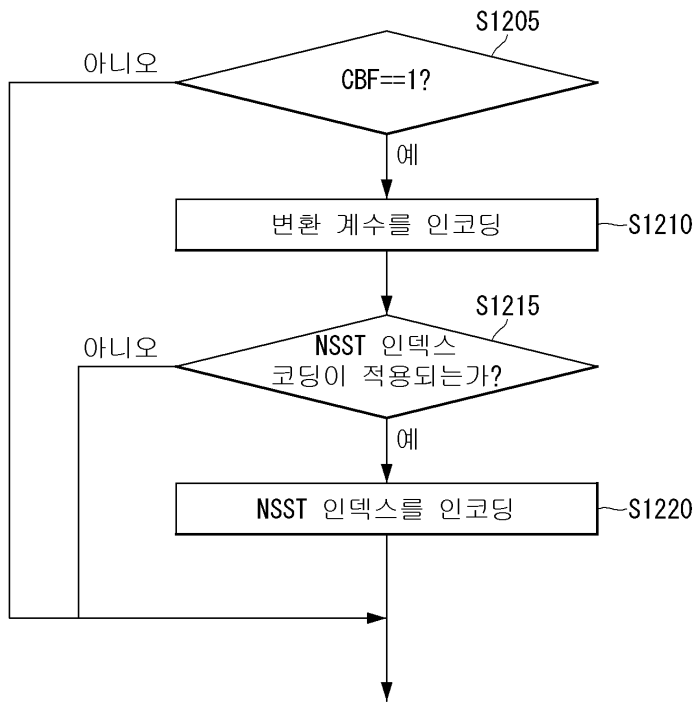 S1205
아니오
CBF==1?
예
변환 계수를 인코딩
S1210
S1215
아니오
NSST 인덱스
코딩이 적용되는가?
예
NSST 인덱스를 인코딩
S1220